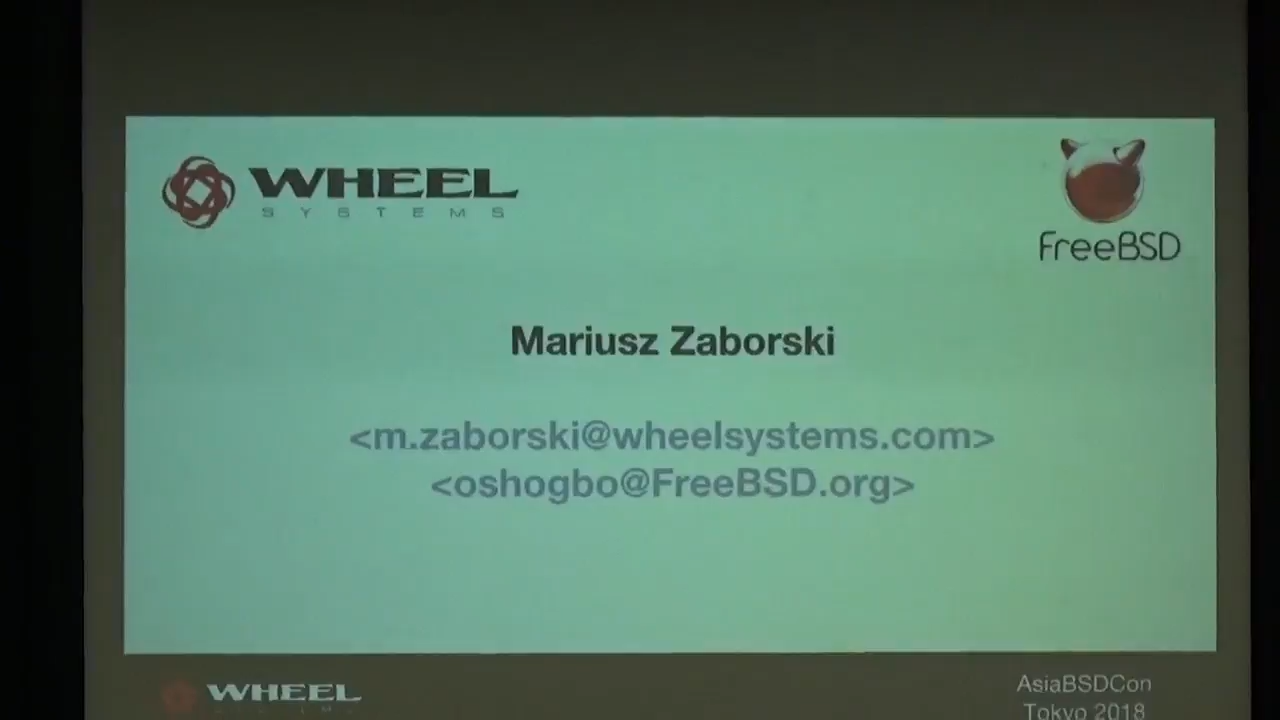 WHEEL
SYSTEMS
FreeBSD
Mariusz Zaborski
<m.zaborski@wheelsystems.com>
<oshogbo@FreeBSD.org>
WHEEL
AsiaBSDCon
Tokyo 2018